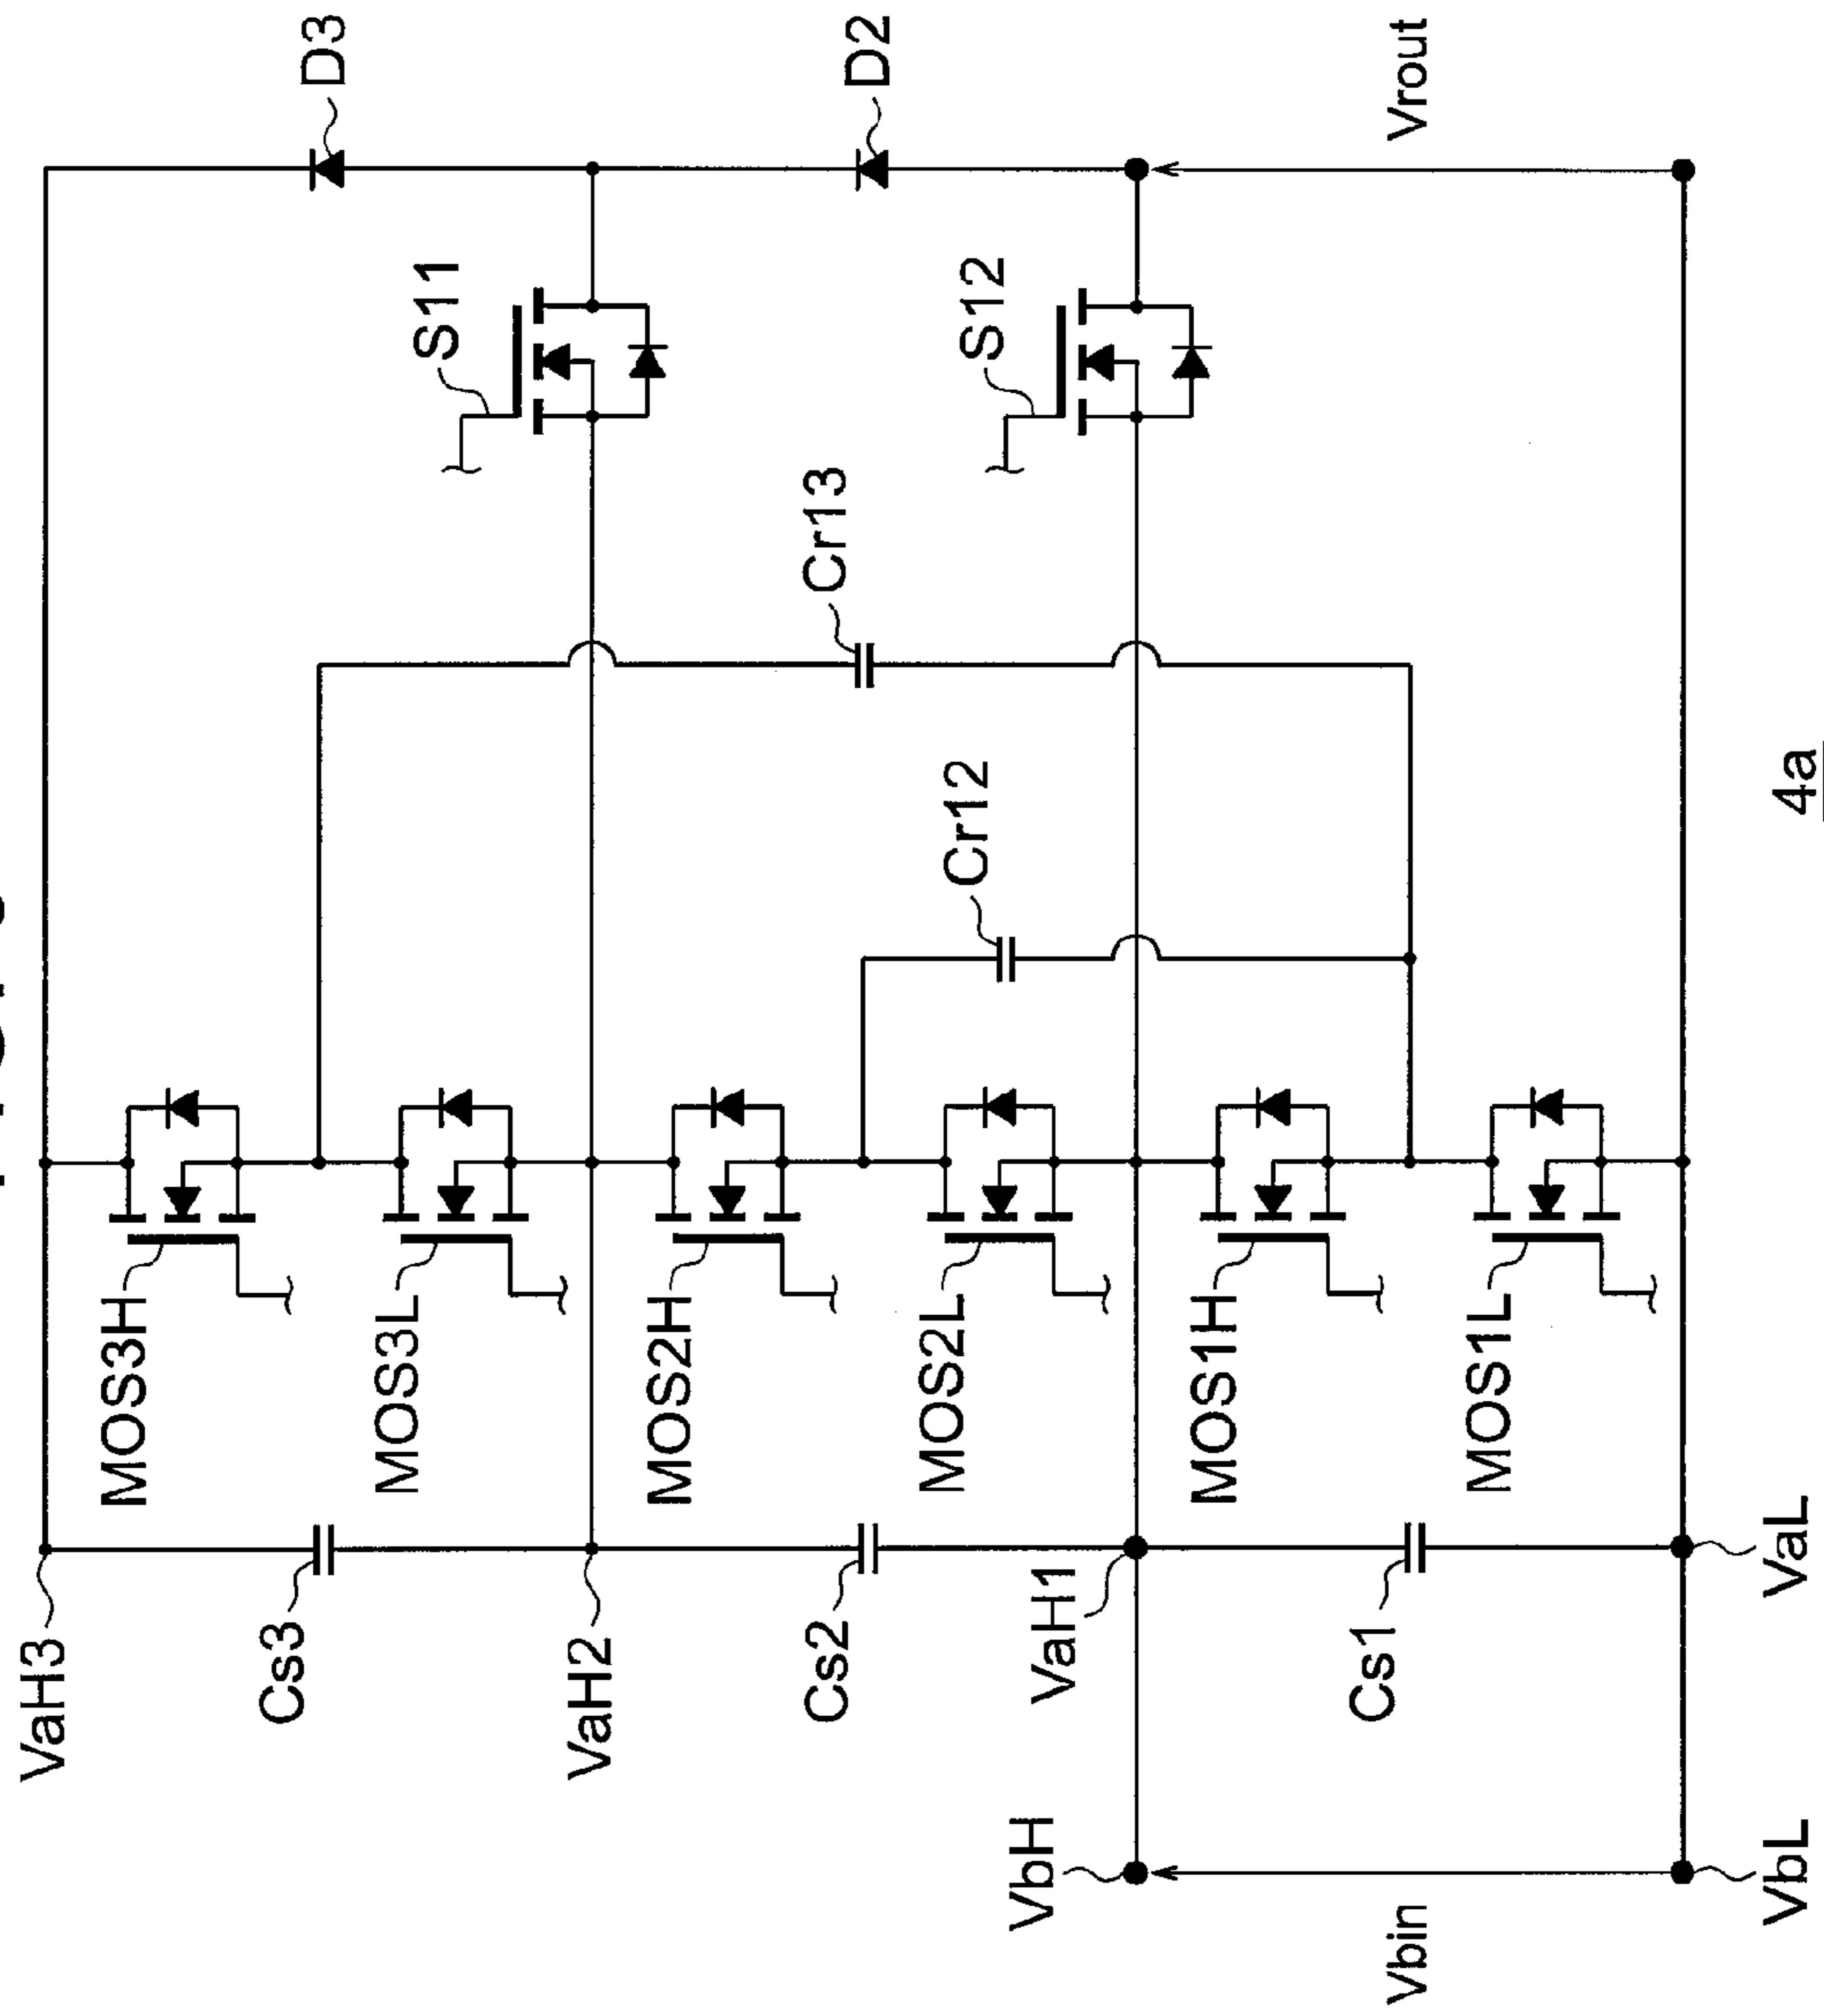 VaH3
Cs3
VaH2
Cs2
VaH1
Cs1
VaL
VbH
VbL
Vbin
MOS3H
MOS3L
MOS2H
MOS2L
MOS1H
MOS1L
Cr12
Cr13
S11
S12
D3
D2
Vrout
4a